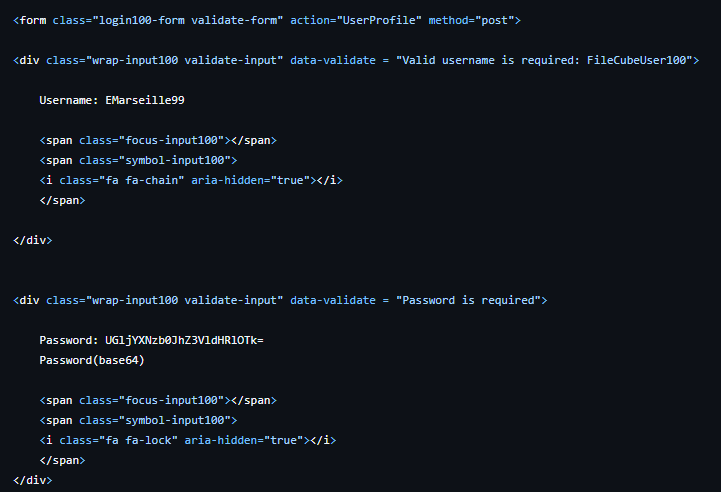 <form class="login100-form validate-form" action="UserProfile" method="post">
<div class="wrap-input100 validate-input" data-validate = "Valid username is required: FileCubeUser100">
Username: EMarseille99
<span class="focus-input100"></span>
<span class="symbol-input100">
<i class="fa fa-chain" aria-hidden="true"></i>
</span>
</div>
<div class="wrap-input100 validate-input" data-validate = "Password is required">
Password: UGljYXNzb0JhZ3VldHRlOTk=
Password(base64)
<span class="focus-input100"></span>
<span class="symbol-input100">
<i class="fa fa-lock" aria-hidden="true"></i>
</span>
</div>